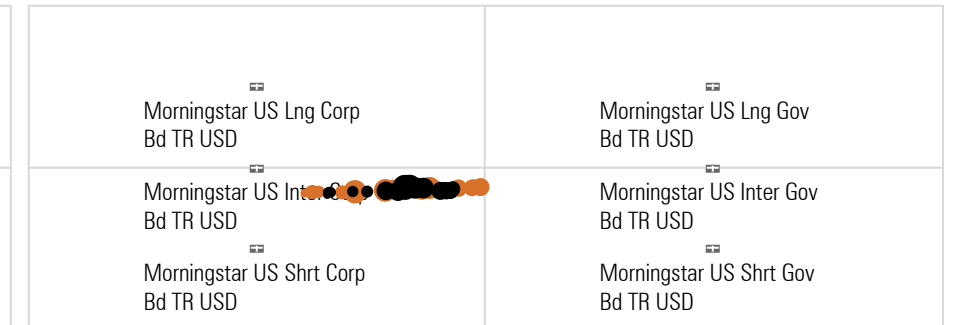 Morningstar US Lng Corp
Bd TR USD
Morningstar US Lng Gov
Bd TR USD
Morningstar US Inter Corp
Bd TR USD
Morningstar US Inter Gov
Bd TR USD
Morningstar US Shrt Corp
Bd TR USD
Morningstar US Shrt Gov
Bd TR USD